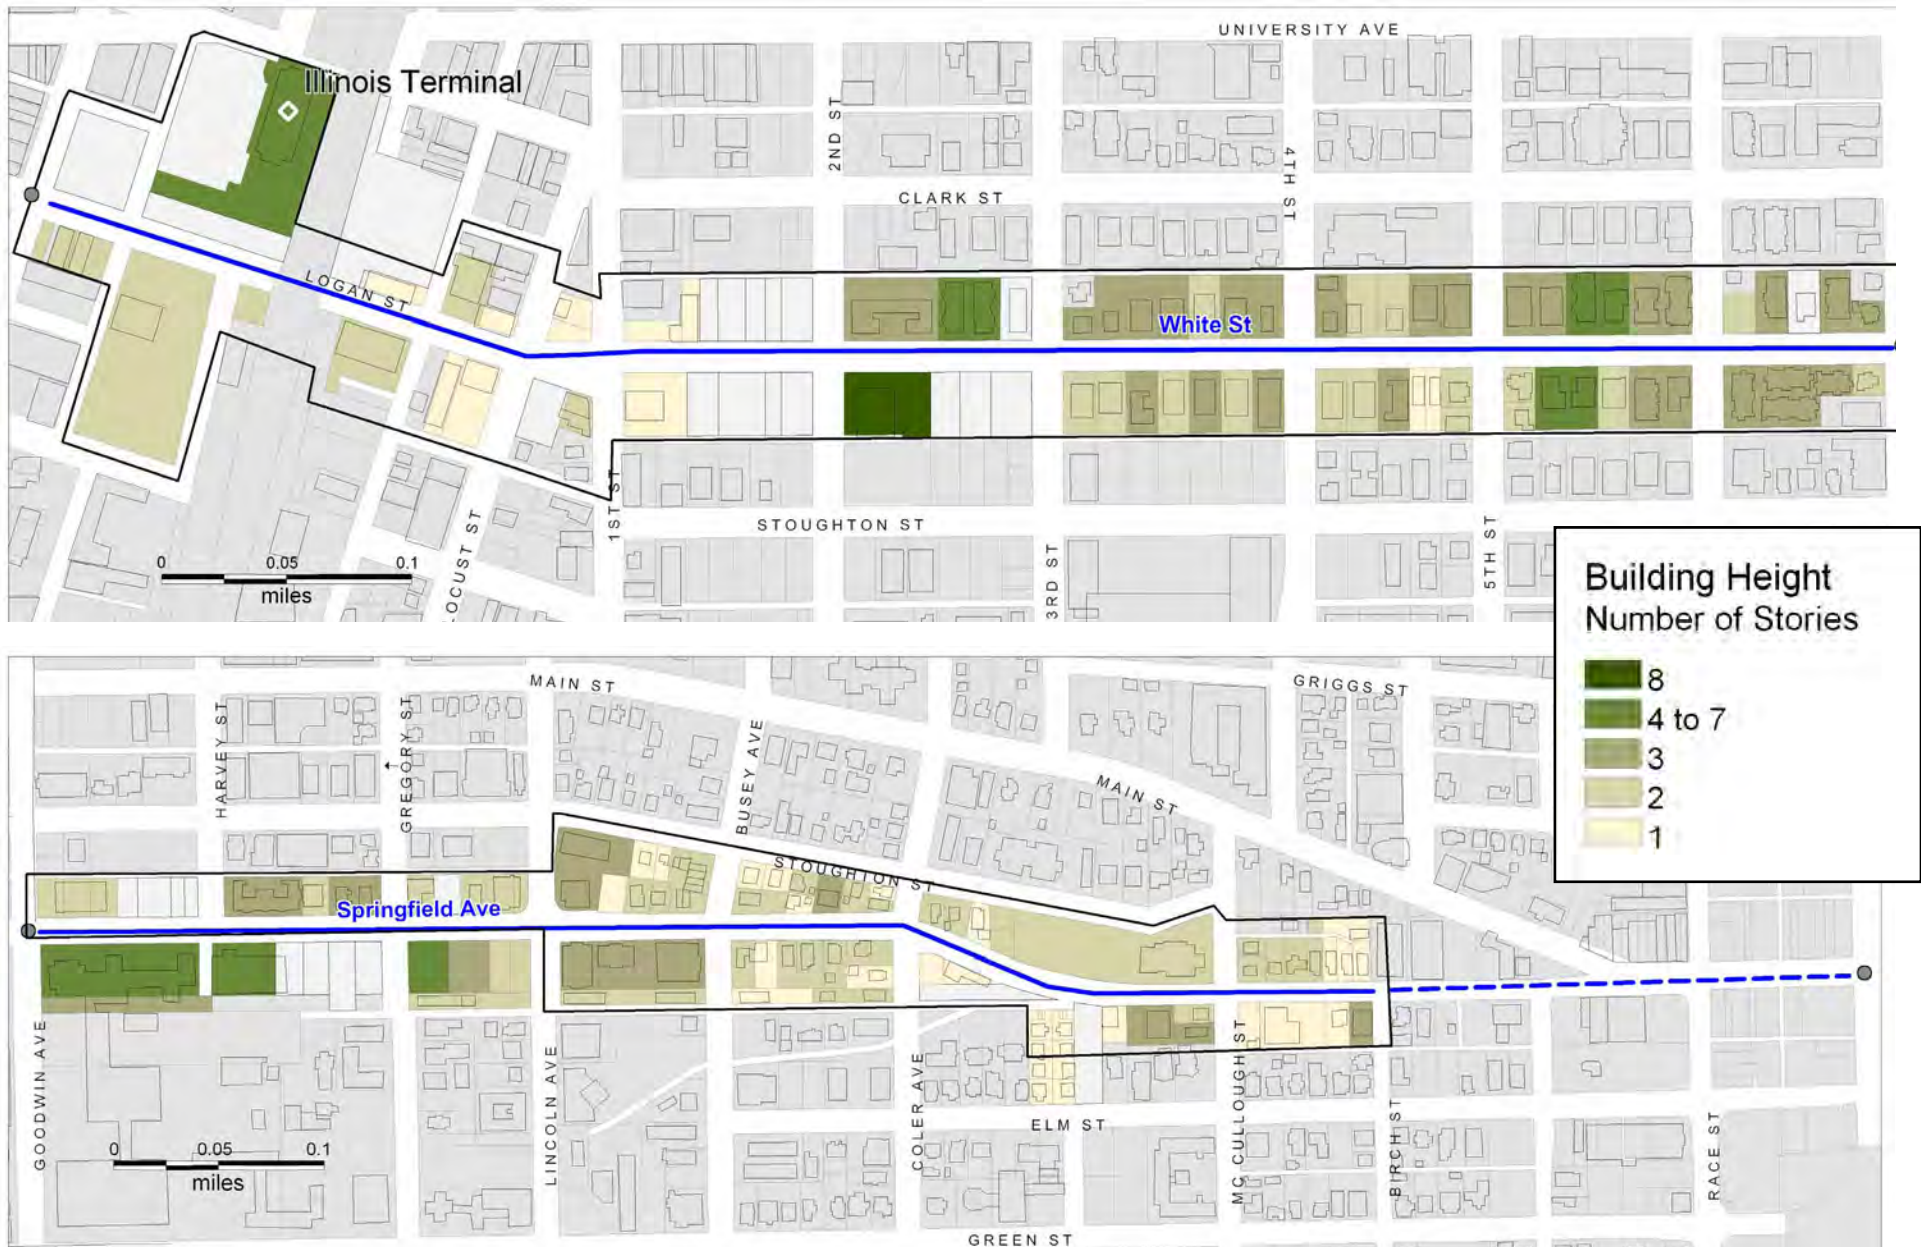 UNIVERSITY AVE
Illinois Terminal
2ND ST
4TH ST
CLARK ST
LOGAN ST
White St
1ST ST
STOUGHTON ST
LOCUST ST
3RD ST
5TH ST
0 0.05 0.1
miles
Building Height
Number of Stories
8
4 to 7
3
2
1
MAIN ST
GRIGGS ST
HARVEY ST
GREGORY ST
BUSEY AVE
MAIN ST
STOUGHTON ST
Springfield Ave
GOODWIN AVE
LINCOLN AVE
COLER AVE
ELM ST
MC CULLOUGH ST
BIRCH ST
RACE ST
0 0.05 0.1
miles
GREEN ST